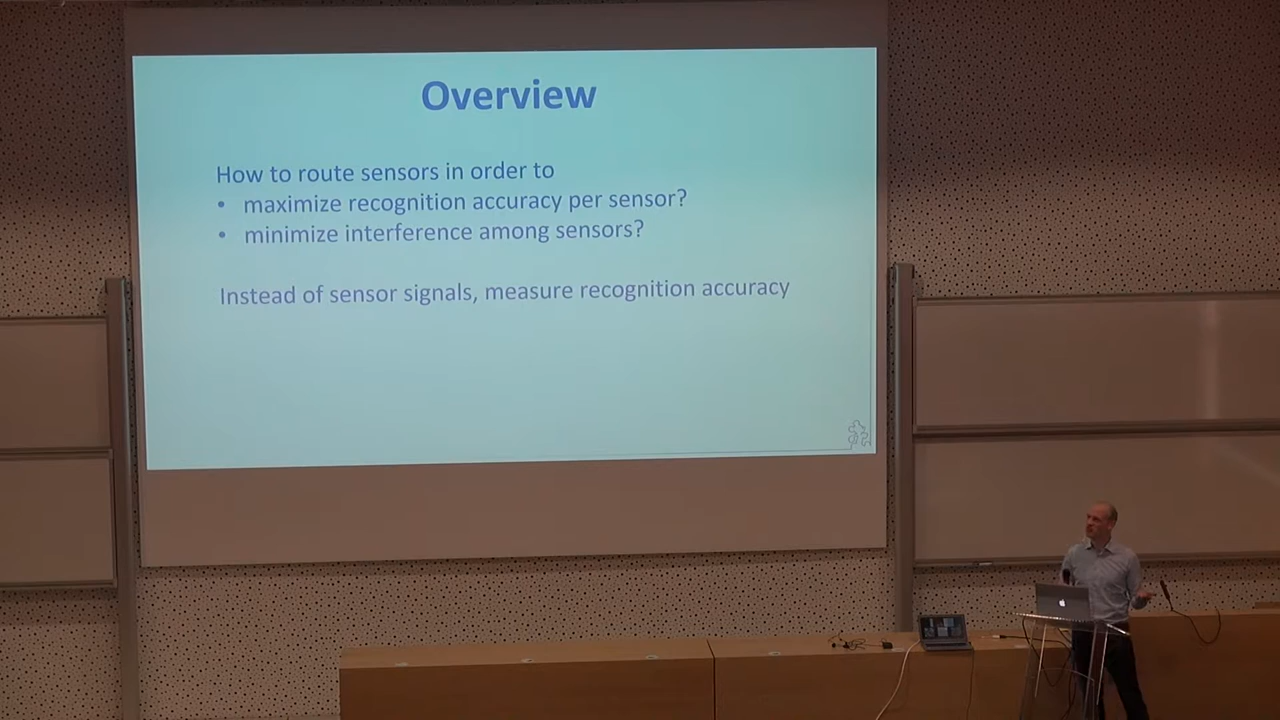 Overview
How to route sensors in order to
• maximize recognition accuracy per sensor?
• minimize interference among sensors?
Instead of sensor signals, measure recognition accuracy